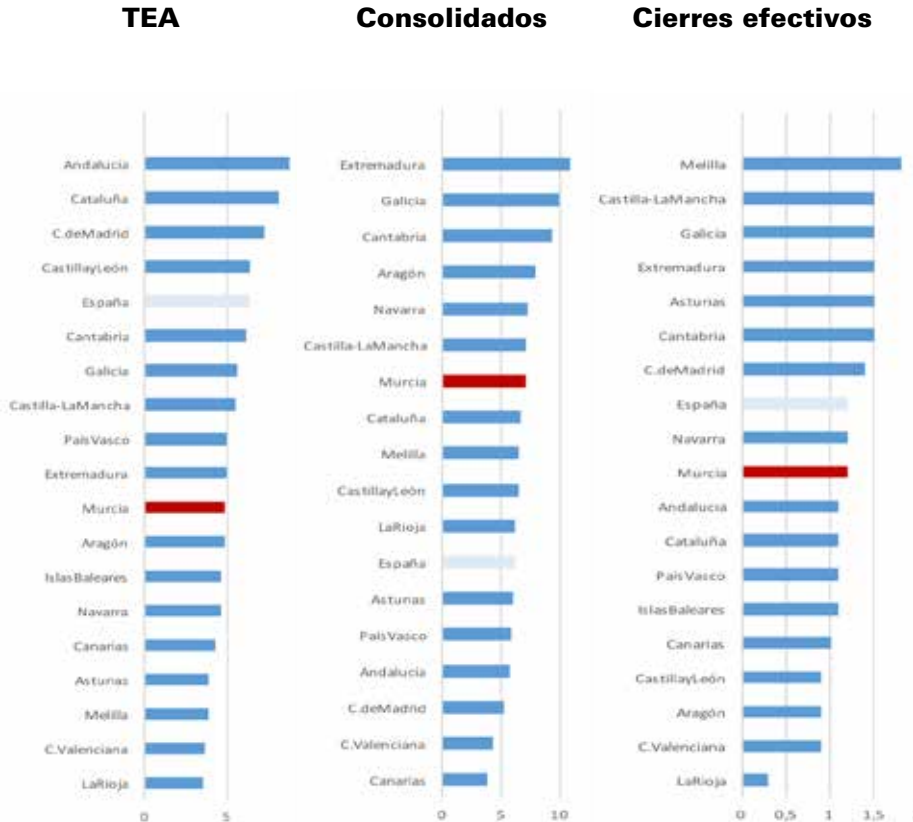 TEA
Consolidados
Cierres efectivos
Andalucía
Cataluña
C.deMadrid
CastillayLeón
España
Cantabria
Galicia
Castilla-LaMancha
PaísVasco
Extremadura
Murcia
Aragón
IslasBaleares
Navarra
Canarias
Asturias
Melilla
C.Valenciana
LaRioja
0
5
Extremadura
Galicia
Cantabria
Aragón
Navarra
Castilla-LaMancha
Murcia
Cataluña
Melilla
CastillayLeón
LaRioja
España
Asturias
PaísVasco
Andalucía
C.deMadrid
C.Valenciana
Canarias
0
5
10
Melilla
Castilla-LaMancha
Galicia
Extremadura
Asturias
Cantabria
C.deMadrid
España
Navarra
Murcia
Andalucía
Cataluña
PaísVasco
IslasBaleares
Canarias
CastillayLeón
Aragón
C.Valenciana
LaRioja
0
0,5
1
1,5